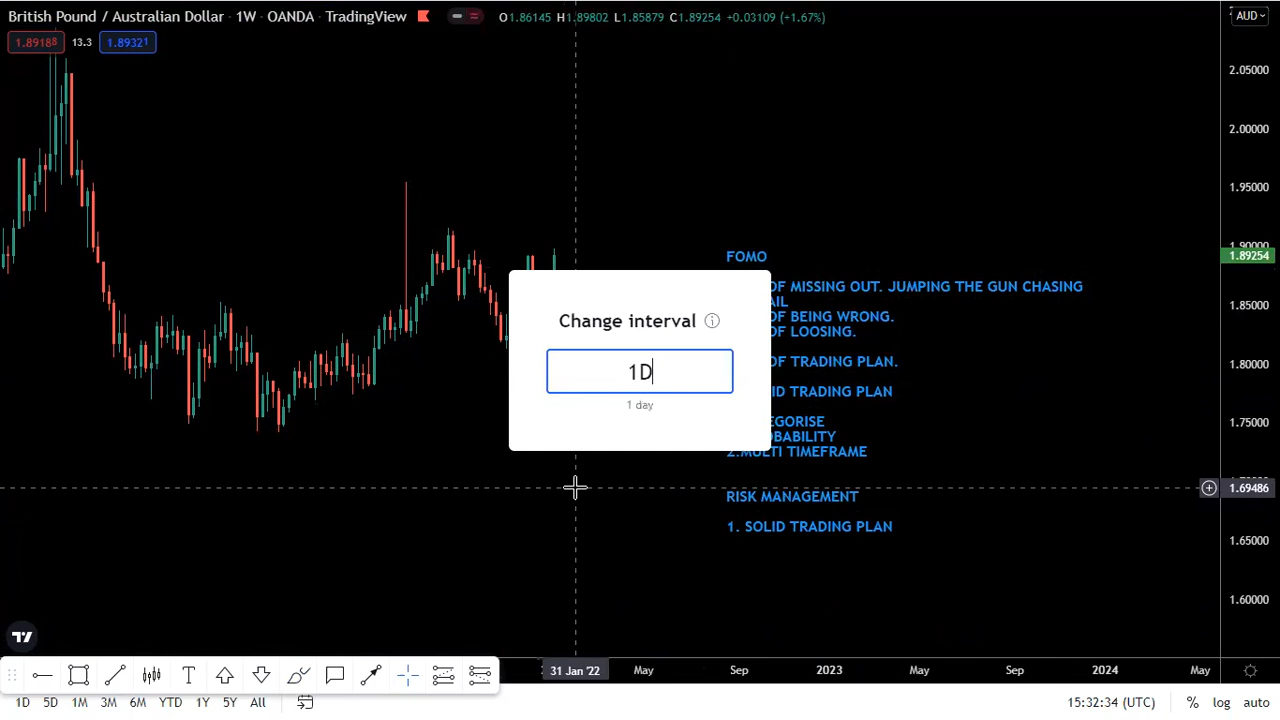 British Pound / Australian Dollar · 1W · OANDA · TradingView
O1.86145 H1.89802 L1.85879 C1.89254 +0.03109 (+1.67%)
AUD
1.89188 13.3 1.89321
2.05000
2.00000
1.95000
1.90000
1.89254
1.85000
1.80000
1.75000
1.69486
1.65000
1.60000
FOMO
OF MISSING OUT. JUMPING THE GUN CHASING
AIL
OF BEING WRONG.
OF LOOSING.
OF TRADING PLAN.
ID TRADING PLAN
EGORISE
OBABILITY
2.MULTI TIMEFRAME
RISK MANAGEMENT
1. SOLID TRADING PLAN
Change interval
1D
1 day
31 Jan '22 May Sep 2023 May Sep 2024 May
1D 5D 1M 3M 6M YTD 1Y 5Y All
15:32:34 (UTC) % log auto